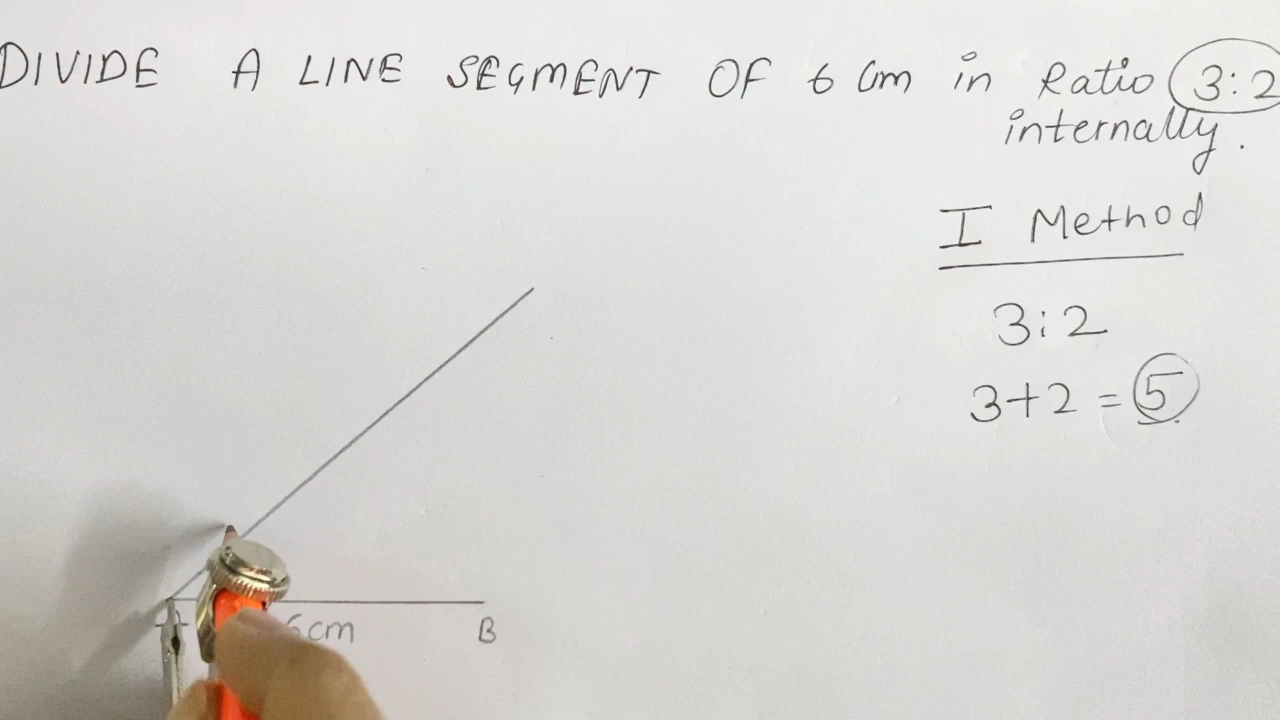 DIVIDE A LINE SEGMENT OF 6 cm in Ratio 3:2
internally.
I Method
3:2
3+2 = 5
6cm B